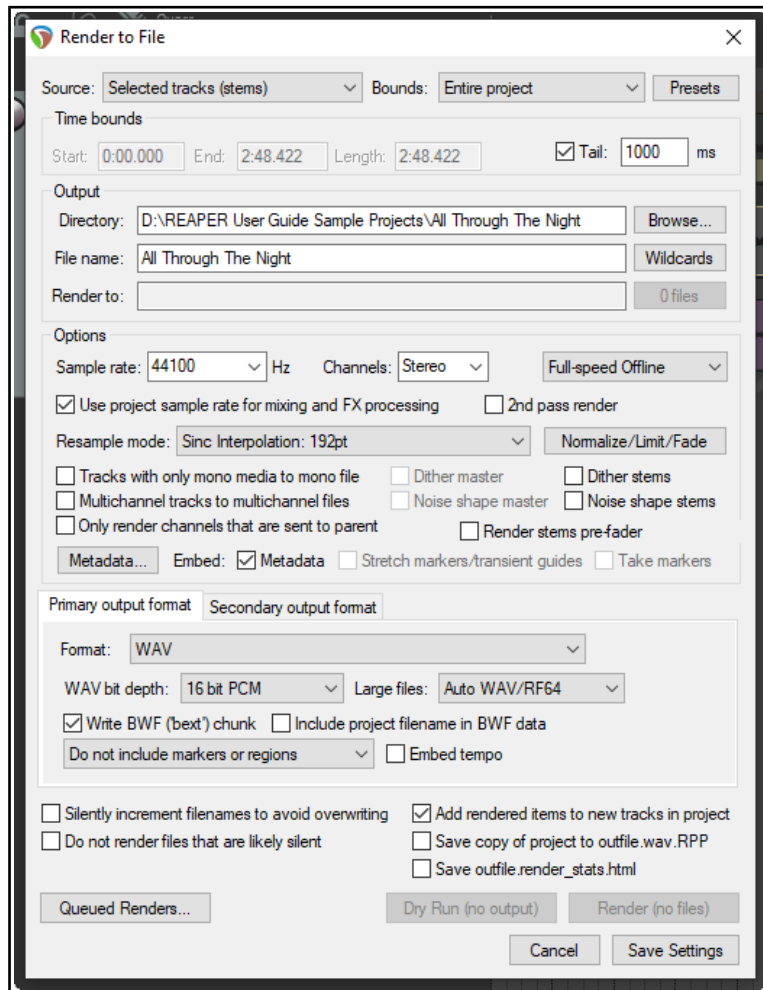 Render to File
Source: Selected tracks (stems) Bounds: Entire project Presets
Time bounds
Start: 0:00.000 End: 2:48.422 Length: 2:48.422 Tail: 1000 ms
Output
Directory: D:\REAPER User Guide Sample Projects\All Through The Night Browse...
File name: All Through The Night Wildcards
Render to: 0 files
Options
Sample rate: 44100 Hz Channels: Stereo Full-speed Offline
Use project sample rate for mixing and FX processing 2nd pass render
Resample mode: Sinc Interpolation: 192pt Normalize/Limit/Fade
Tracks with only mono media to mono file Dither master Dither stems
Multichannel tracks to multichannel files Noise shape master Noise shape stems
Only render channels that are sent to parent Render stems pre-fader
Metadata... Embed: Metadata Stretch markers/transient guides Take markers
Primary output format Secondary output format
Format: WAV
WAV bit depth: 16 bit PCM Large files: Auto WAV/RF64
Write BWF ('bext') chunk Include project filename in BWF data
Do not include markers or regions Embed tempo
Silently increment filenames to avoid overwriting Add rendered items to new tracks in project
Do not render files that are likely silent Save copy of project to outfile.wav.RPP
Save outfile.render_stats.html
Queued Renders... Dry Run (no output) Render (no files)
Cancel Save Settings